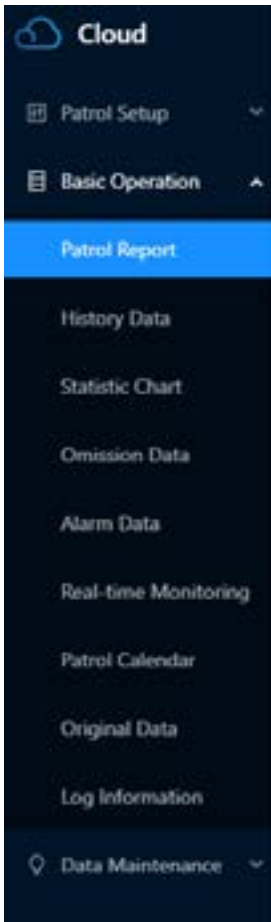 Cloud
Patrol Setup
Basic Operation
Patrol Report
History Data
Statistic Chart
Omission Data
Alarm Data
Real-time Monitoring
Patrol Calendar
Original Data
Log Information
Data Maintenance